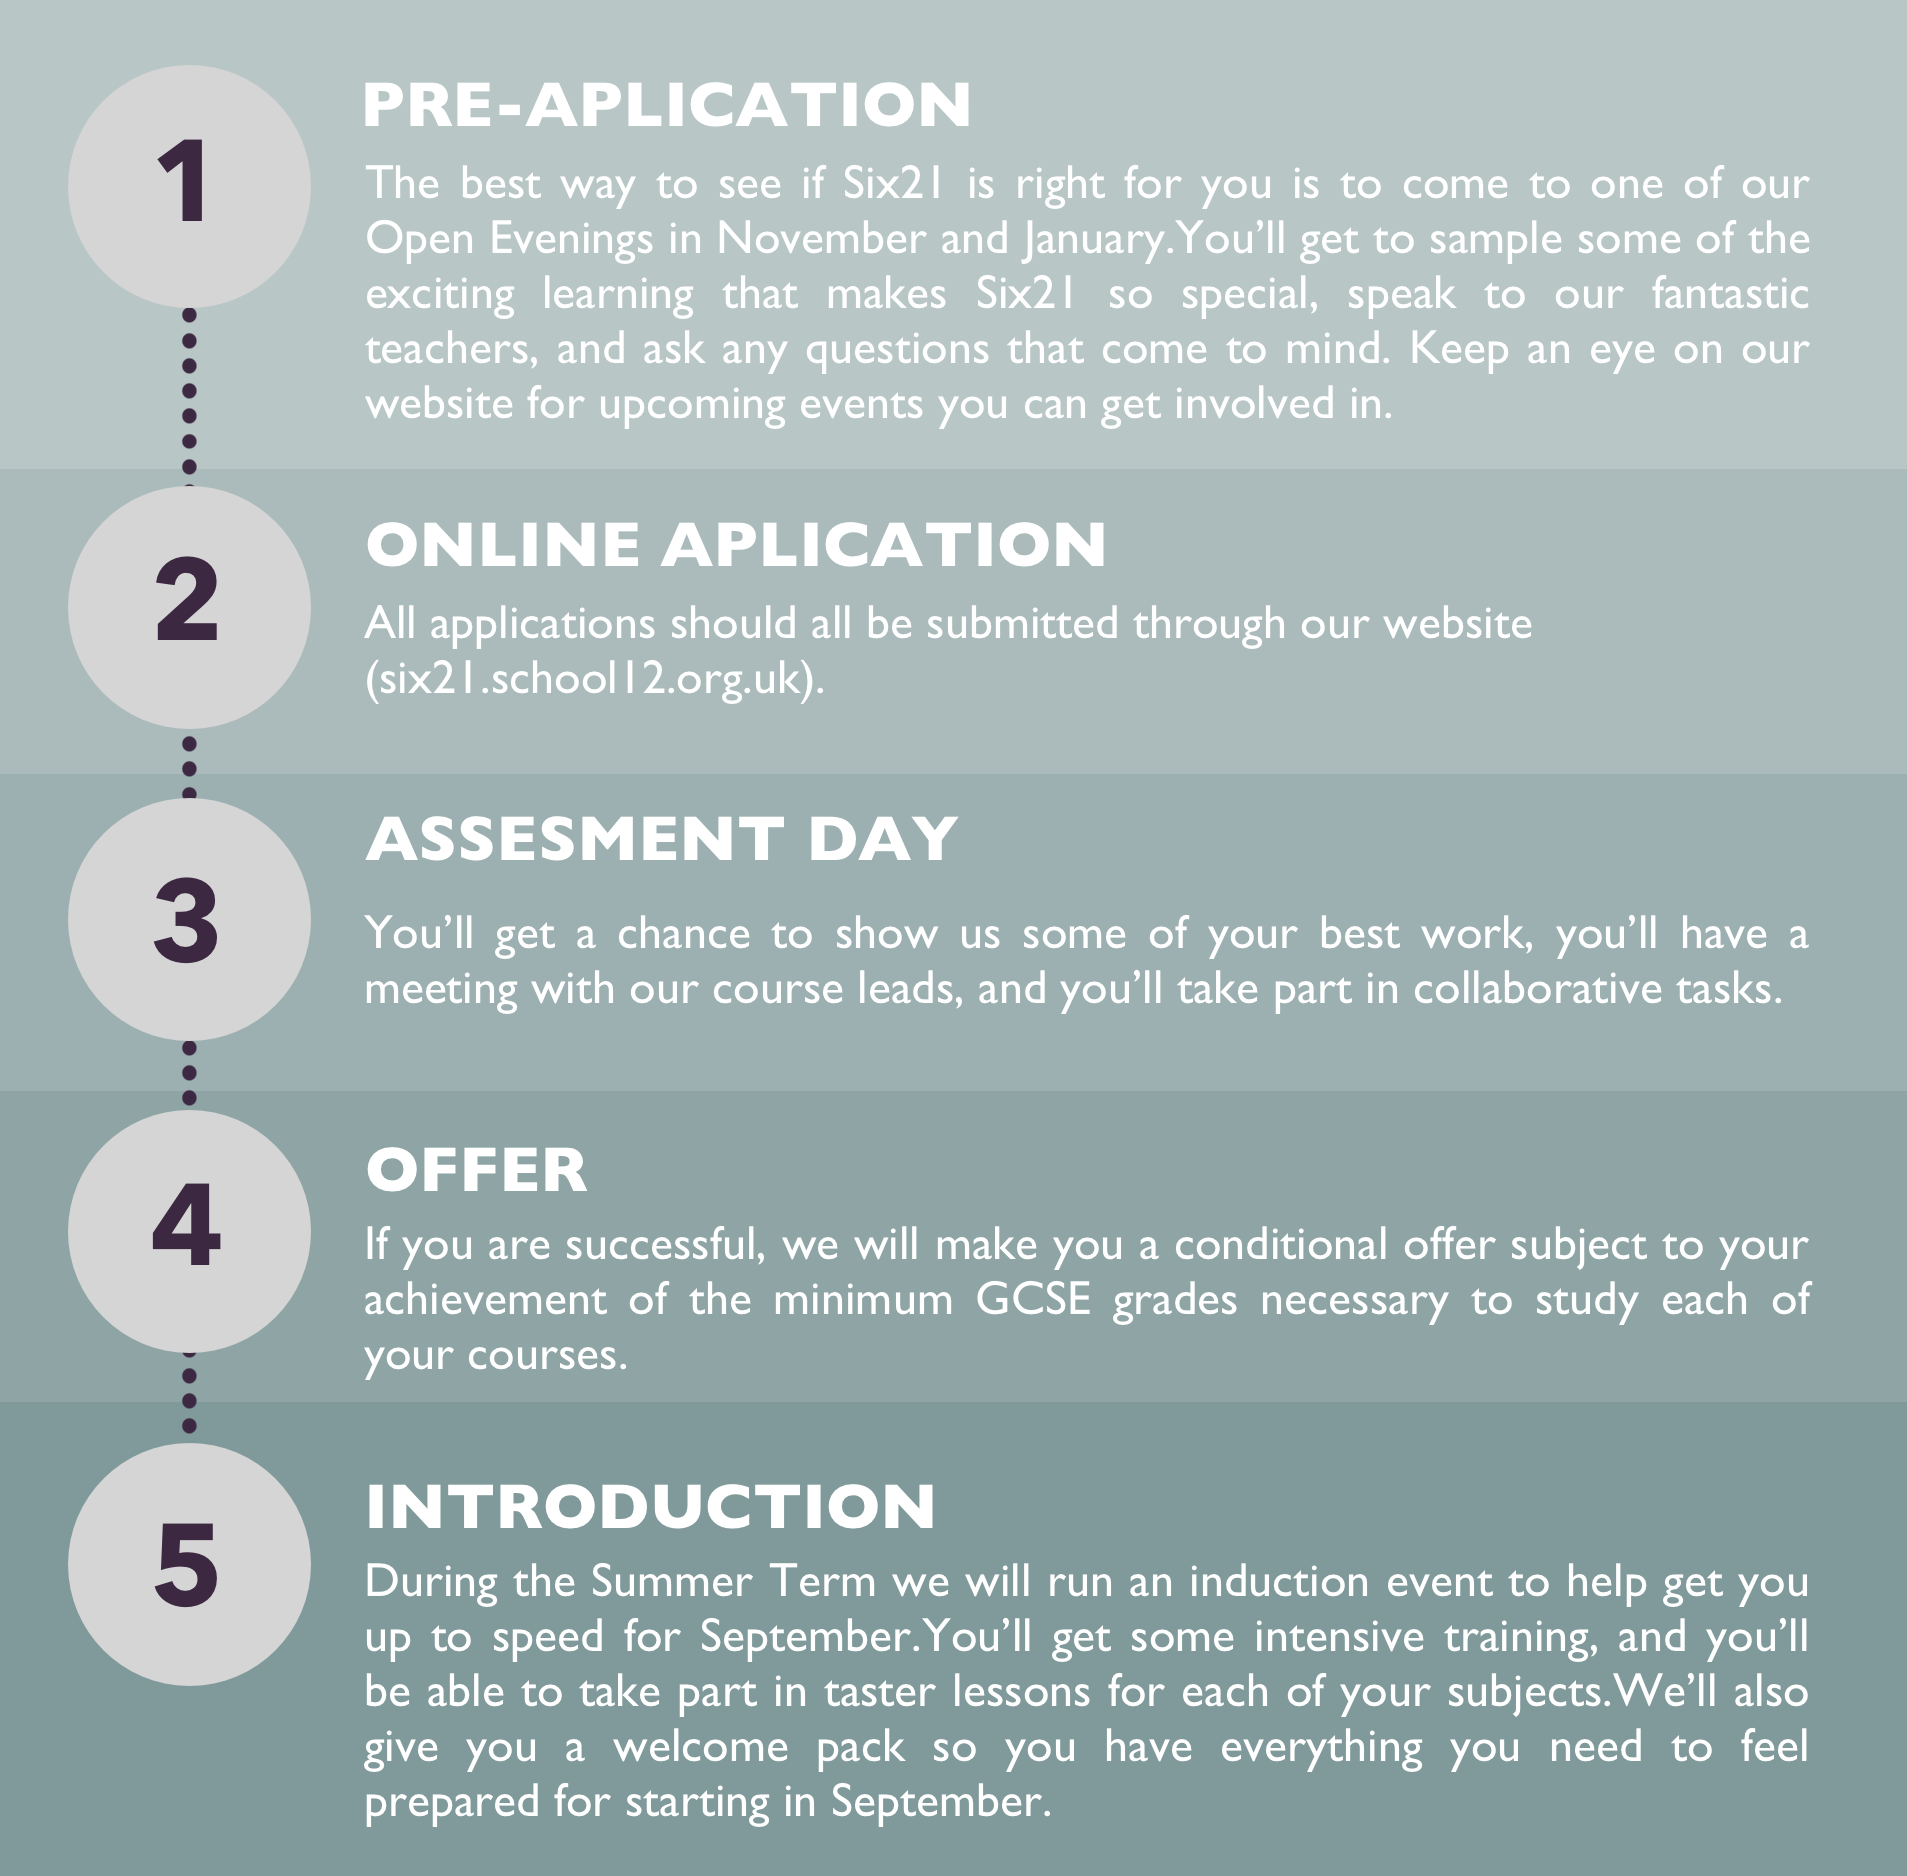 1
PRE-APLICATION
The best way to see if Six21 is right for you is to come to one of our
Open Evenings in November and January. You’ll get to sample some of the
exciting learning that makes Six21 so special, speak to our fantastic
teachers, and ask any questions that come to mind. Keep an eye on our
website for upcoming events you can get involved in.
2
ONLINE APLICATION
All applications should all be submitted through our website
(six21.school12.org.uk).
3
ASSESMENT DAY
You’ll get a chance to show us some of your best work, you’ll have a
meeting with our course leads, and you’ll take part in collaborative tasks.
4
OFFER
If you are successful, we will make you a conditional offer subject to your
achievement of the minimum GCSE grades necessary to study each of
your courses.
5
INTRODUCTION
During the Summer Term we will run an induction event to help get you
up to speed for September. You’ll get some intensive training, and you’ll
be able to take part in taster lessons for each of your subjects. We’ll also
give you a welcome pack so you have everything you need to feel
prepared for starting in September.